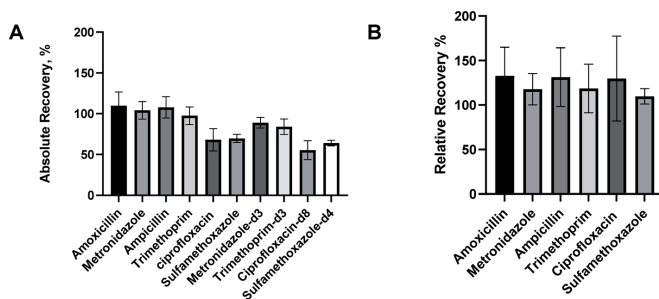 A
Absolute Recovery, %
200
150
100
50
0
Amoxicillin
Metronidazole
Ampicillin
Trimethoprim
ciprofloxacin
Sulfamethoxazole
Metronidazole-d3
Trimethoprim-d3
Ciprofloxacin-d8
Sulfamethoxazole-d4
B
Relative Recovery %
200
150
100
50
0
Amoxicillin
Metronidazole
Ampicillin
Trimethoprim
Ciprofloxacin
Sulfamethoxazole